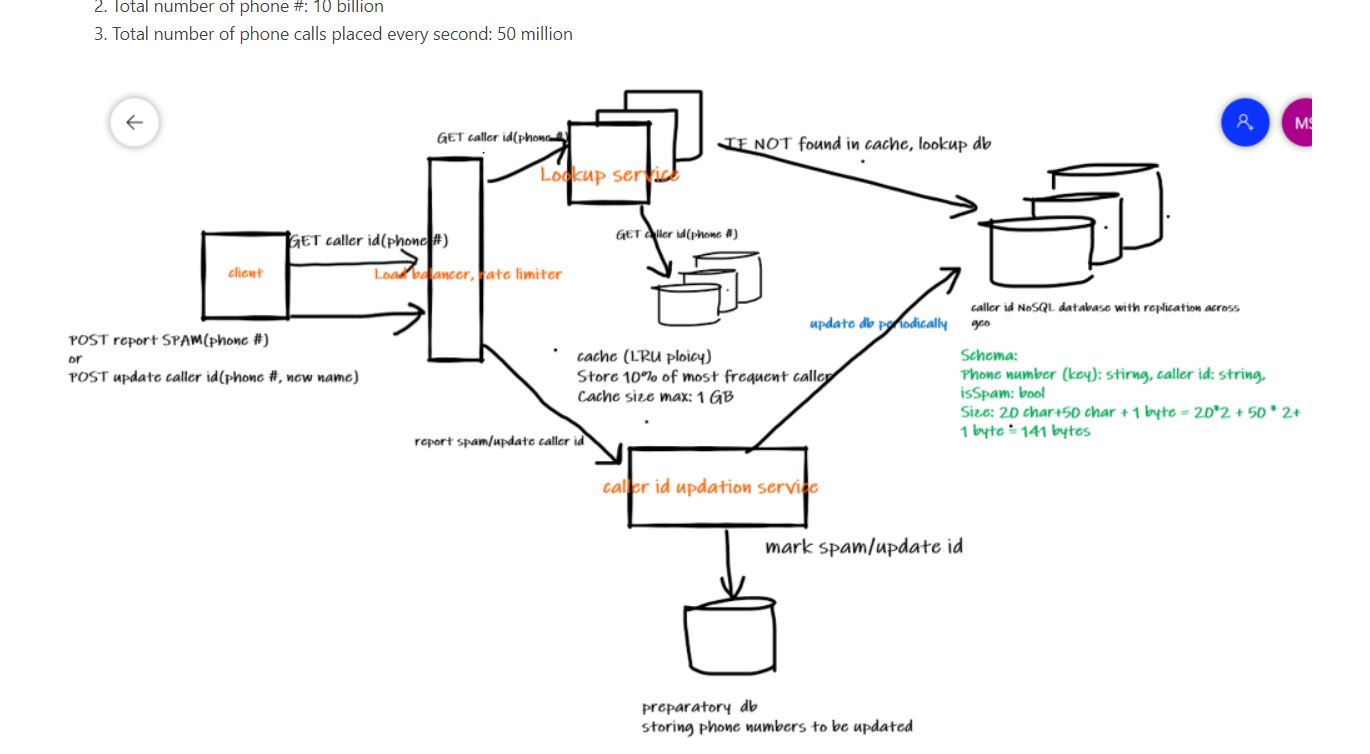 2. Total number of phone #: 10 billion
3. Total number of phone calls placed every second: 50 million
GET caller id(phone #)
IF NOT found in cache, lookup db
Lookup service
GET caller id(phone #)
GET caller id(phone #)
client
Load balancer, rate limiter
MS
caller id NoSQL database with replication across
geo
update db periodically
POST report SPAM(phone #)
or
POST update caller id(phone #, new name)
cache (LRU ploicy)
Store 10% of most frequent caller
Cache size max: 1 GB
Schema:
Phone number (key): stirng, caller id: string,
isSpam: bool
Size: 20 char+50 char + 1 byte = 20*2 + 50 * 2+
1 byte = 141 bytes
report spam/update caller id
caller id updation service
mark spam/update id
preparatory db
storing phone numbers to be updated